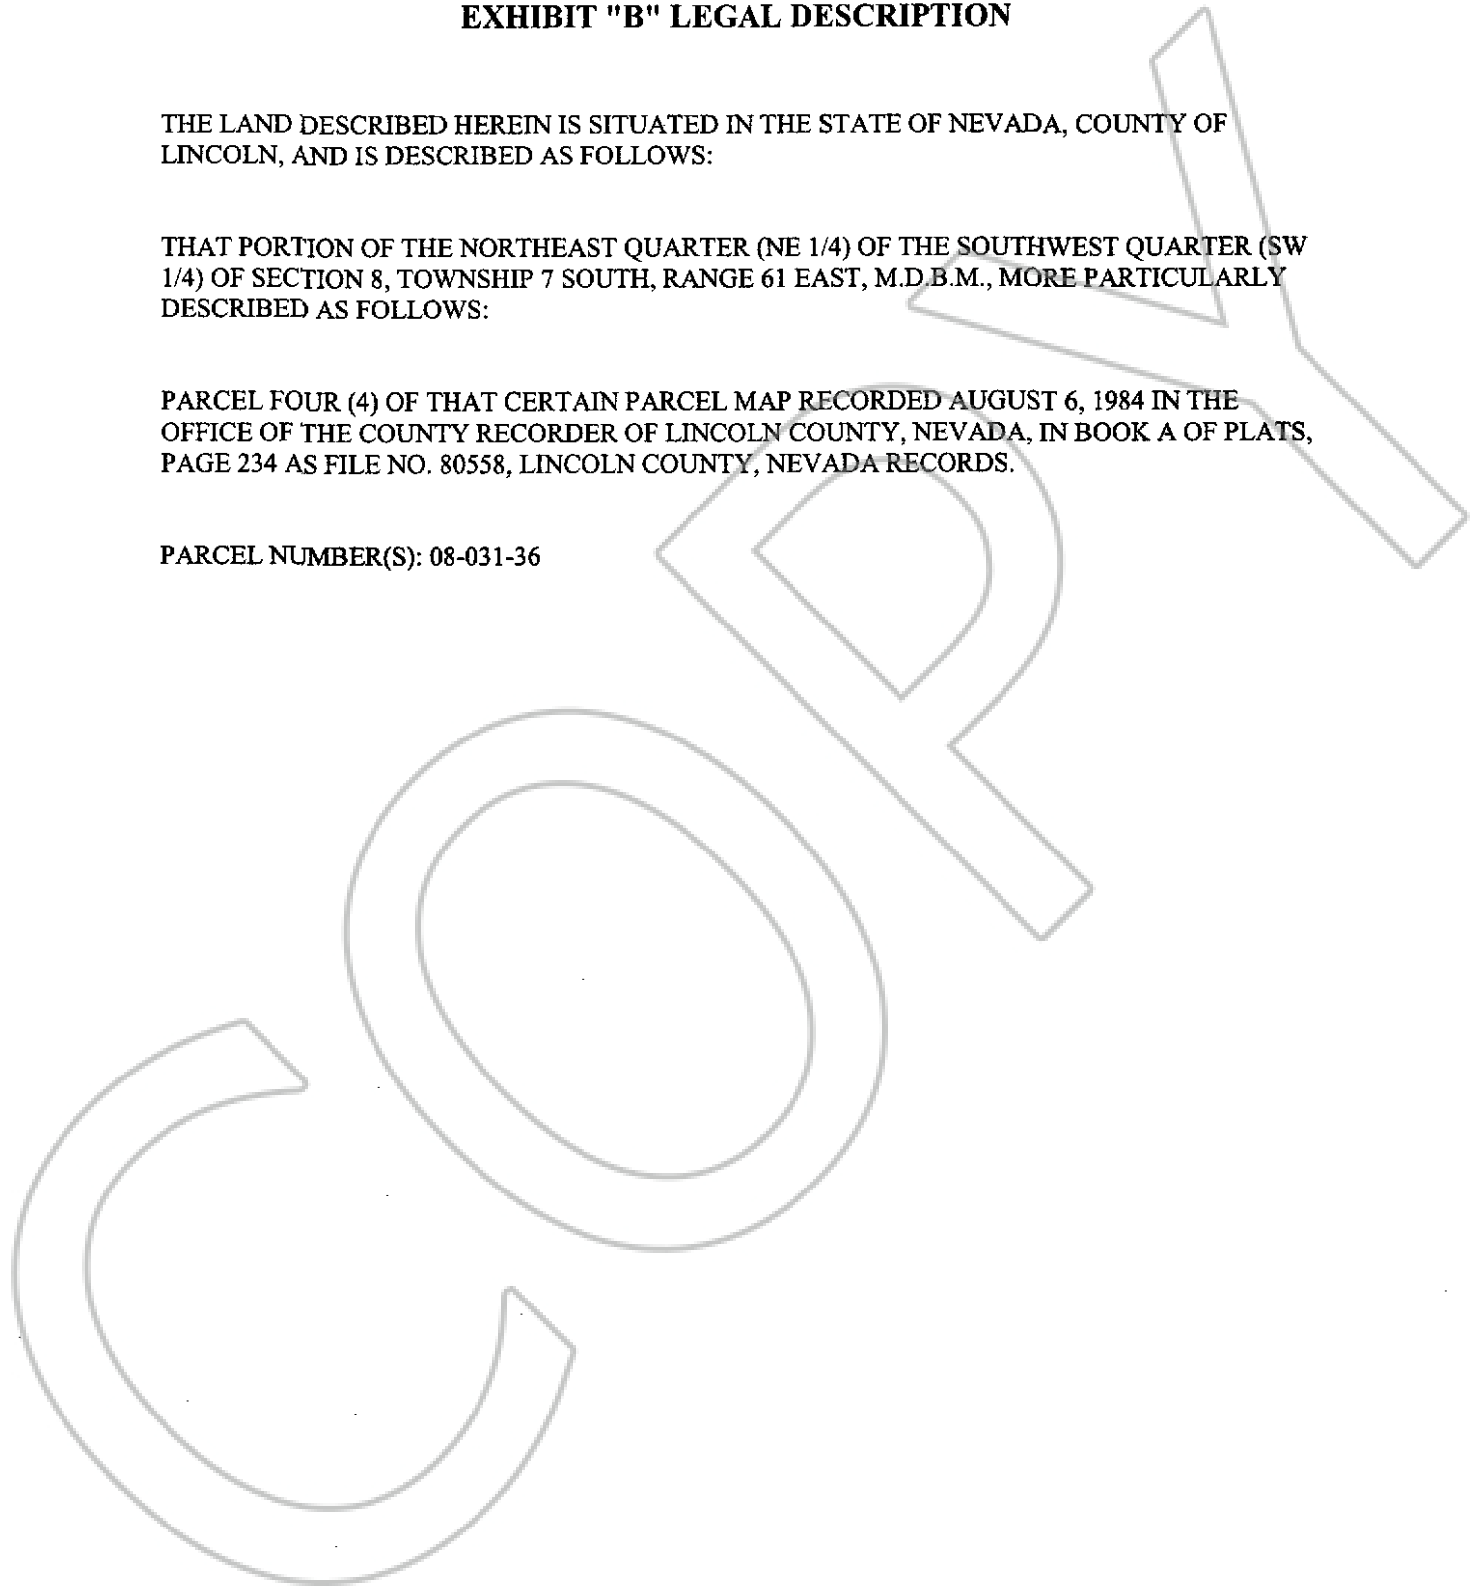 EXHIBIT "B" LEGAL DESCRIPTION
THE LAND DESCRIBED HEREIN IS SITUATED IN THE STATE OF NEVADA, COUNTY OF
LINCOLN, AND IS DESCRIBED AS FOLLOWS:
THAT PORTION OF THE NORTHEAST QUARTER (NE 1/4) OF THE SOUTHWEST QUARTER (SW
1/4) OF SECTION 8, TOWNSHIP 7 SOUTH, RANGE 61 EAST, M.D.B.M., MORE PARTICULARLY
DESCRIBED AS FOLLOWS:
PARCEL FOUR (4) OF THAT CERTAIN PARCEL MAP RECORDED AUGUST 6, 1984 IN THE
OFFICE OF THE COUNTY RECORDER OF LINCOLN COUNTY, NEVADA, IN BOOK A OF PLATS,
PAGE 234 AS FILE NO. 80558, LINCOLN COUNTY, NEVADA RECORDS.
PARCEL NUMBER(S): 08-031-36
COPY